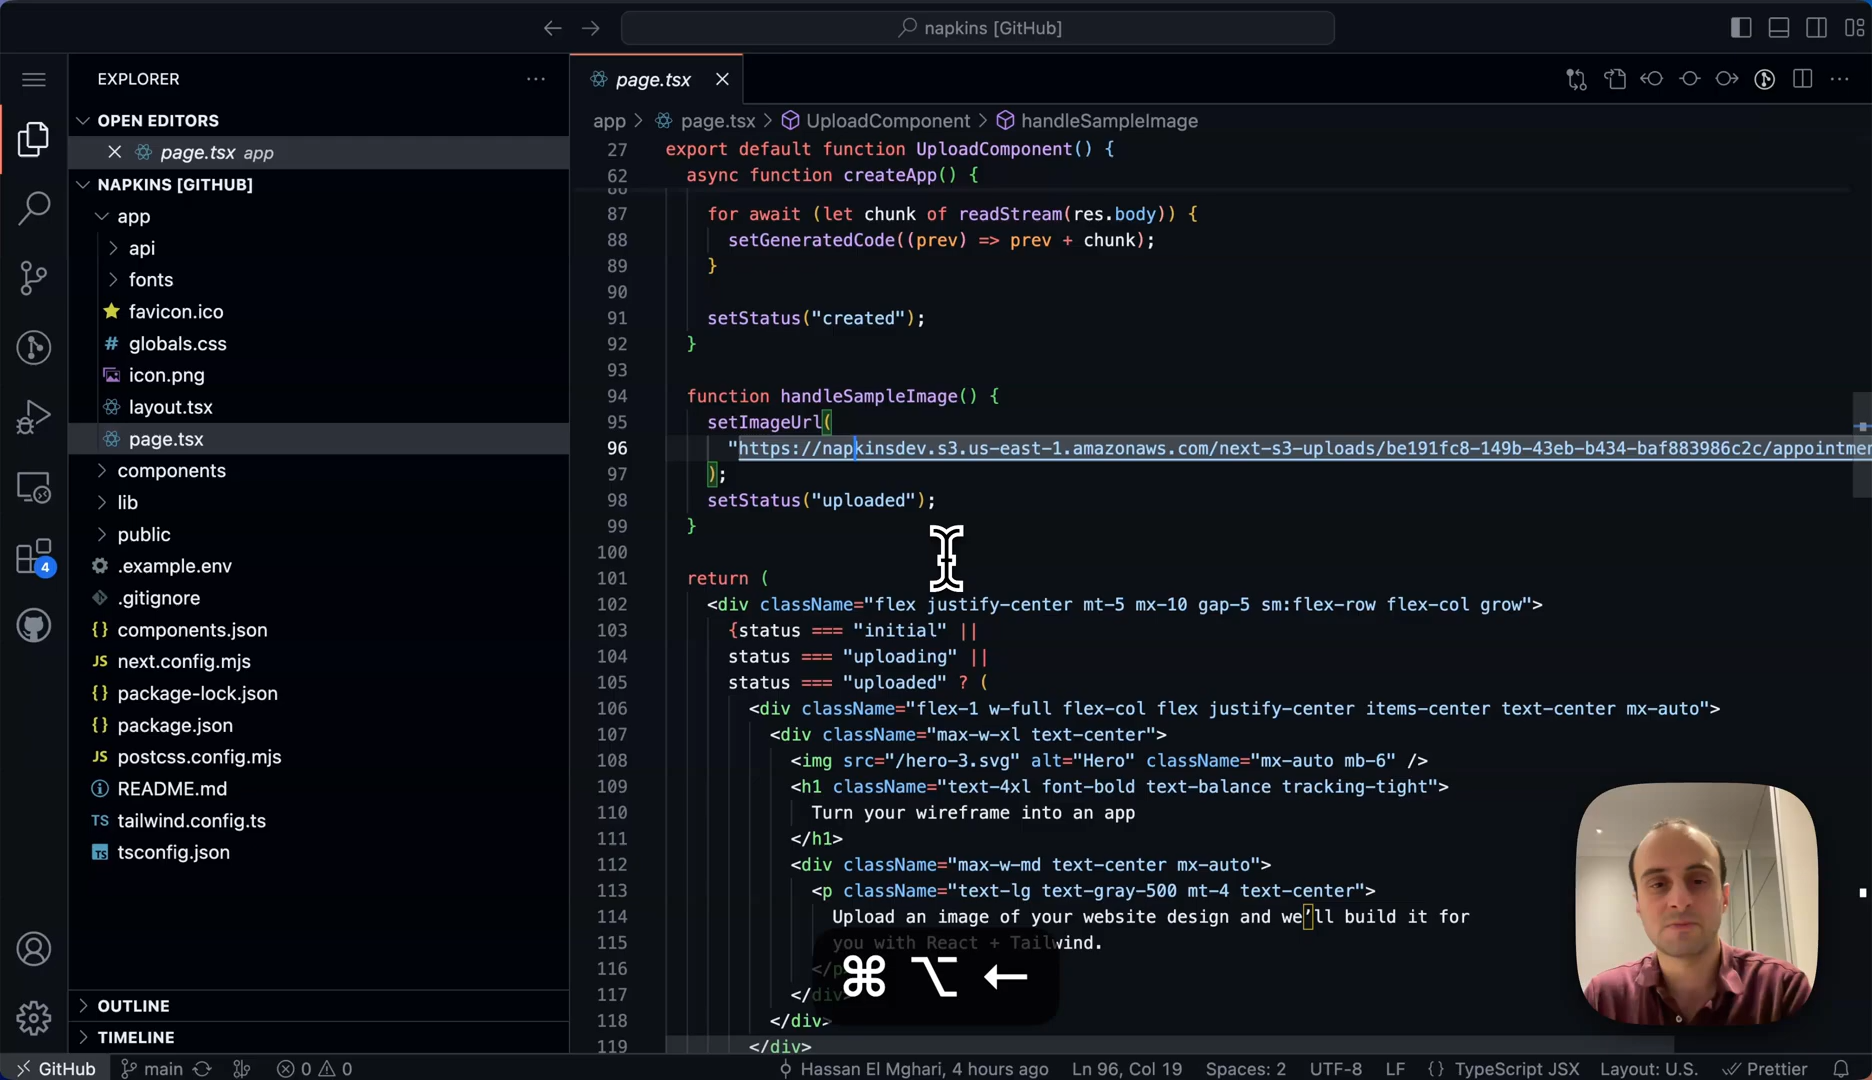 napkins [GitHub]
EXPLORER
OPEN EDITORS
page.tsx app
NAPKINS [GITHUB]
app
api
fonts
favicon.ico
# globals.css
icon.png
layout.tsx
page.tsx
components
lib
public
.example.env
.gitignore
{} components.json
JS next.config.mjs
{} package-lock.json
{} package.json
JS postcss.config.mjs
README.md
TS tailwind.config.ts
TS tsconfig.json
OUTLINE
TIMELINE
4
page.tsx
app > page.tsx > UploadComponent > handleSampleImage
27 export default function UploadComponent() {
62 async function createApp() {
87 for await (let chunk of readStream(res.body)) {
88 setGeneratedCode((prev) => prev + chunk);
89 }
90
91 setStatus("created");
92 }
93
94 function handleSampleImage() {
95 setImageUrl(
96 "https://napkinsdev.s3.us-east-1.amazonaws.com/next-s3-uploads/be191fc8-149b-43eb-b434-baf883986c2c/appointmen
97 );
98 setStatus("uploaded");
99 }
100
101 return (
102 <div className="flex justify-center mt-5 mx-10 gap-5 sm:flex-row flex-col grow">
103 {status === "initial" ||
104 status === "uploading" ||
105 status === "uploaded" ? (
106 <div className="flex-1 w-full flex-col flex justify-center items-center text-center mx-auto">
107 <div className="max-w-xl text-center">
108 <img src="/hero-3.svg" alt="Hero" className="mx-auto mb-6" />
109 <h1 className="text-4xl font-bold text-balance tracking-tight">
110 Turn your wireframe into an app
111 </h1>
112 <div className="max-w-md text-center mx-auto">
113 <p className="text-lg text-gray-500 mt-4 text-center">
114 Upload an image of your website design and we’ll build it for
115 you with React + Tailwind.
116 </p
117 </div>
118 </div>
119 </div>
⌘ ⌥ ←
GitHub main 0 0 Hassan El Mghari, 4 hours ago Ln 96, Col 19 Spaces: 2 UTF-8 LF {} TypeScript JSX Layout: U.S. Prettier